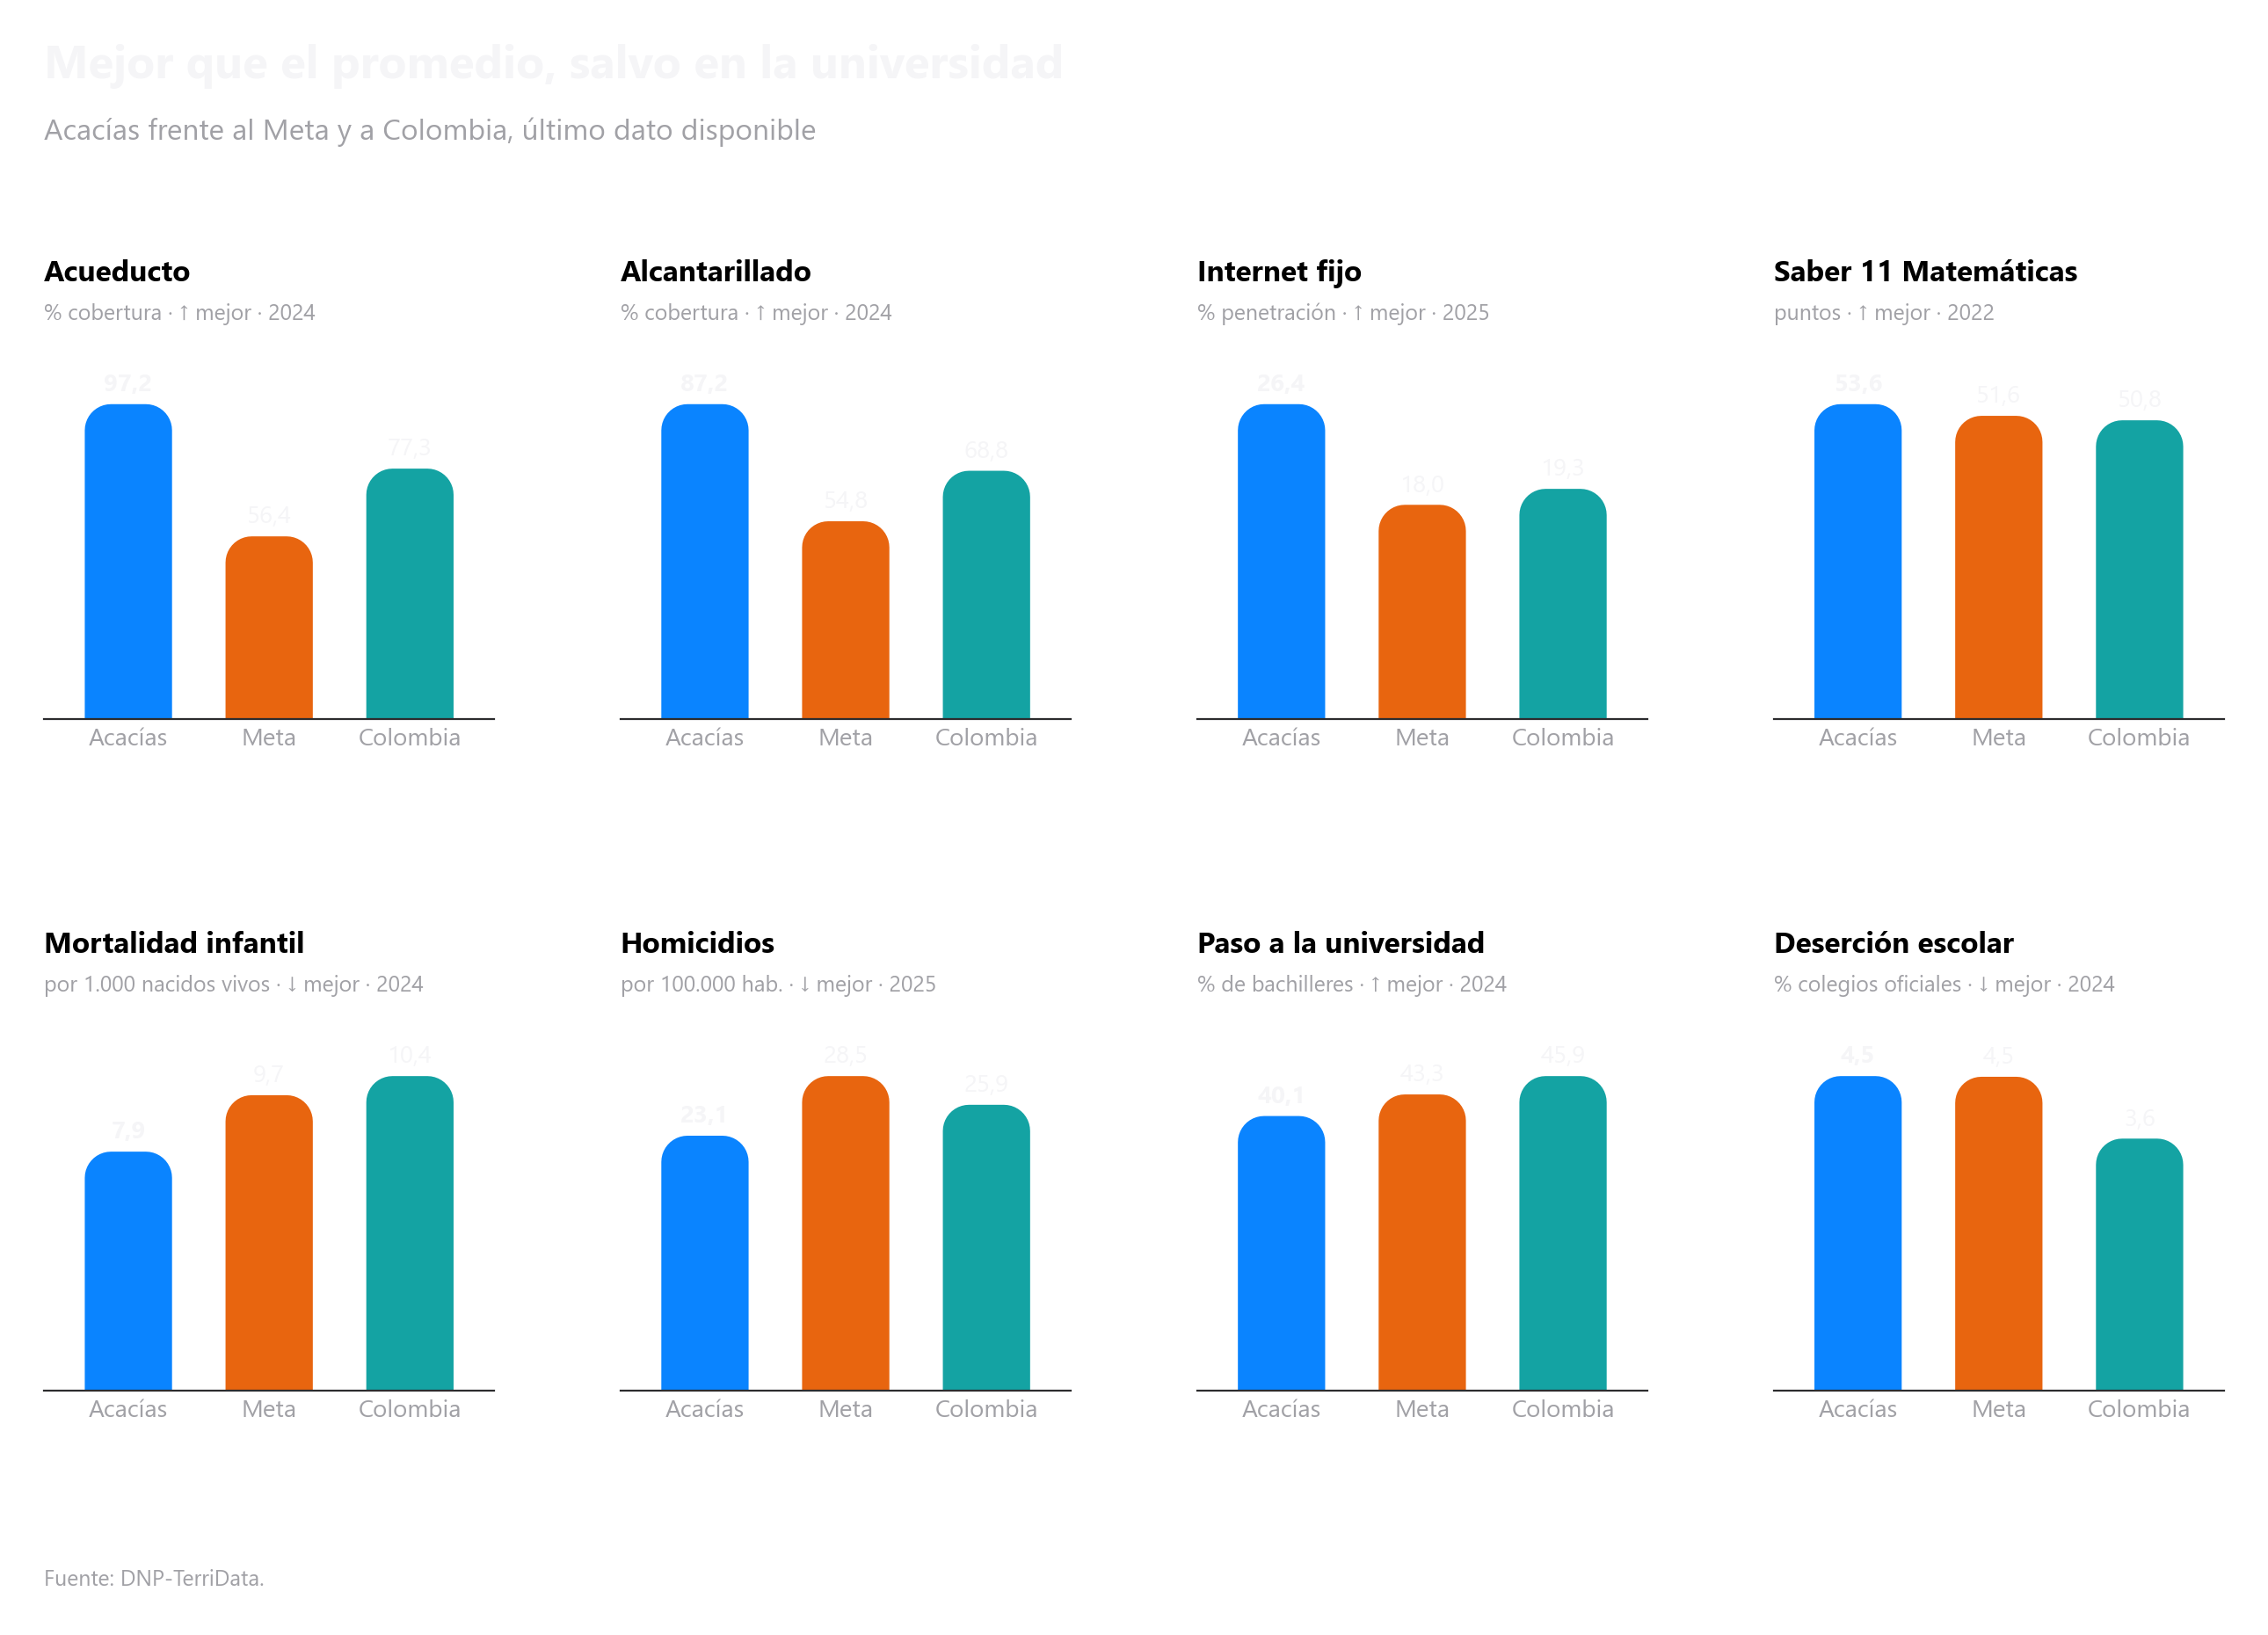 Mejor que el promedio, salvo en la universidad
Acacías frente al Meta y a Colombia, último dato disponible
Acueducto
% cobertura · ↑ mejor · 2024
97,2
56,4
77,3
Acacías
Meta
Colombia
Alcantarillado
% cobertura · ↑ mejor · 2024
87,2
54,8
68,8
Acacías
Meta
Colombia
Internet fijo
% penetración · ↑ mejor · 2025
26,4
18,0
19,3
Acacías
Meta
Colombia
Saber 11 Matemáticas
puntos · ↑ mejor · 2022
53,6
51,6
50,8
Acacías
Meta
Colombia
Mortalidad infantil
por 1.000 nacidos vivos · ↓ mejor · 2024
7,9
9,7
10,4
Acacías
Meta
Colombia
Homicidios
por 100.000 hab. · ↓ mejor · 2025
23,1
28,5
25,9
Acacías
Meta
Colombia
Paso a la universidad
% de bachilleres · ↑ mejor · 2024
40,1
43,3
45,9
Acacías
Meta
Colombia
Deserción escolar
% colegios oficiales · ↓ mejor · 2024
4,5
4,5
3,6
Acacías
Meta
Colombia
Fuente: DNP-TerriData.